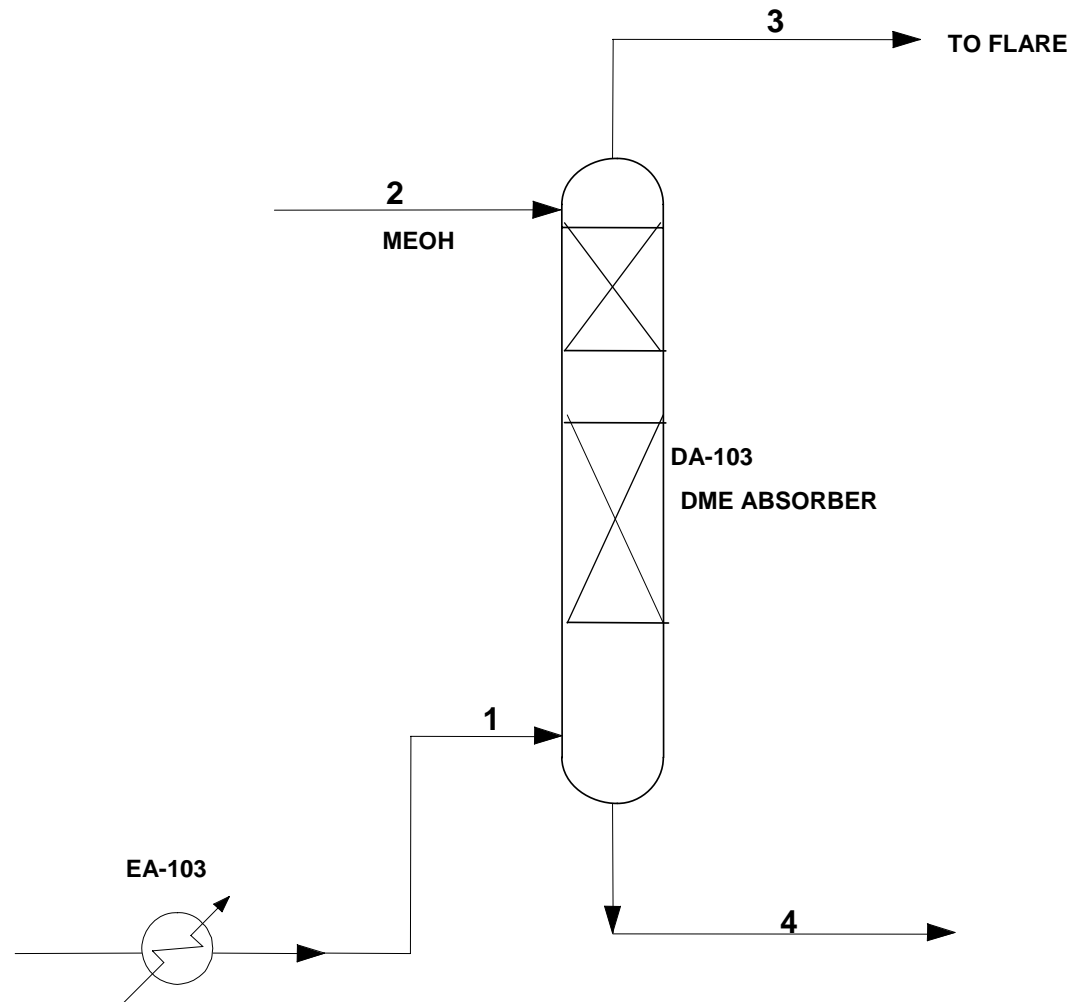 3
TO FLARE
2
MEOH
DA-103
DME ABSORBER
1
EA-103
4